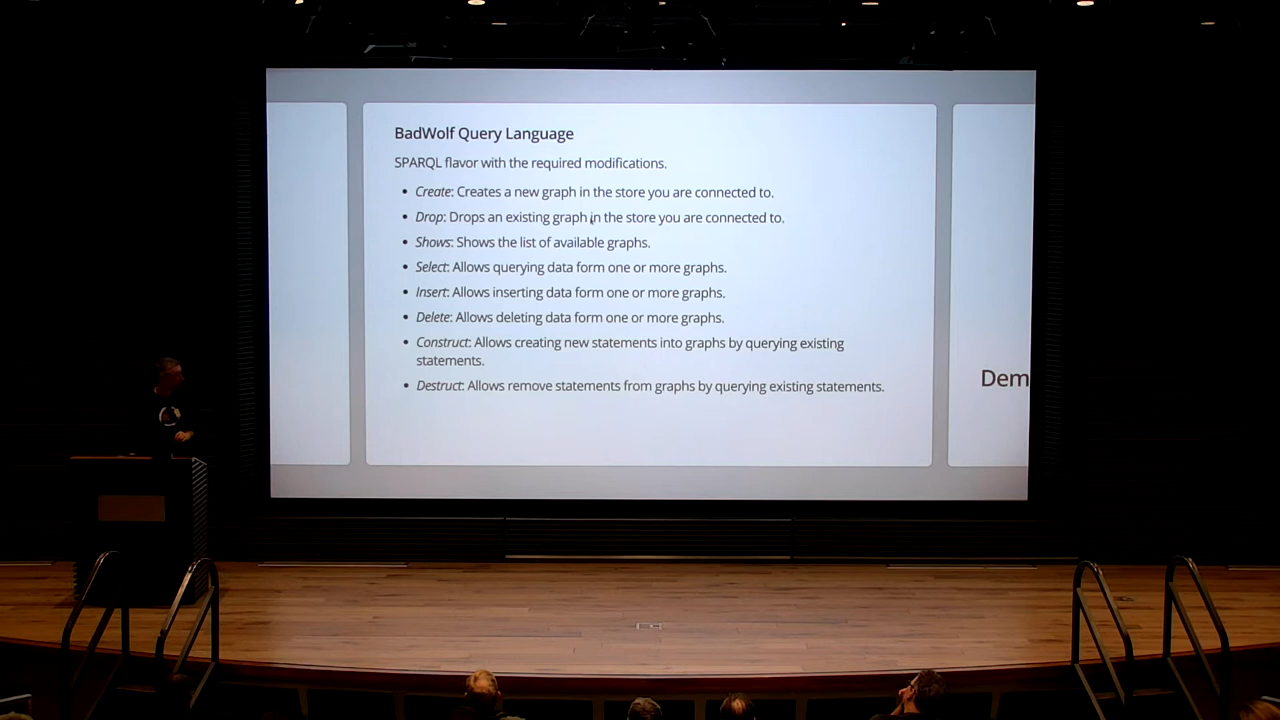 BadWolf Query Language
SPARQL flavor with the required modifications.
• Create: Creates a new graph in the store you are connected to.
• Drop: Drops an existing graph in the store you are connected to.
• Shows: Shows the list of available graphs.
• Select: Allows querying data form one or more graphs.
• Insert: Allows inserting data form one or more graphs.
• Delete: Allows deleting data form one or more graphs.
• Construct: Allows creating new statements into graphs by querying existing
statements.
• Destruct: Allows remove statements from graphs by querying existing statements.
Dem